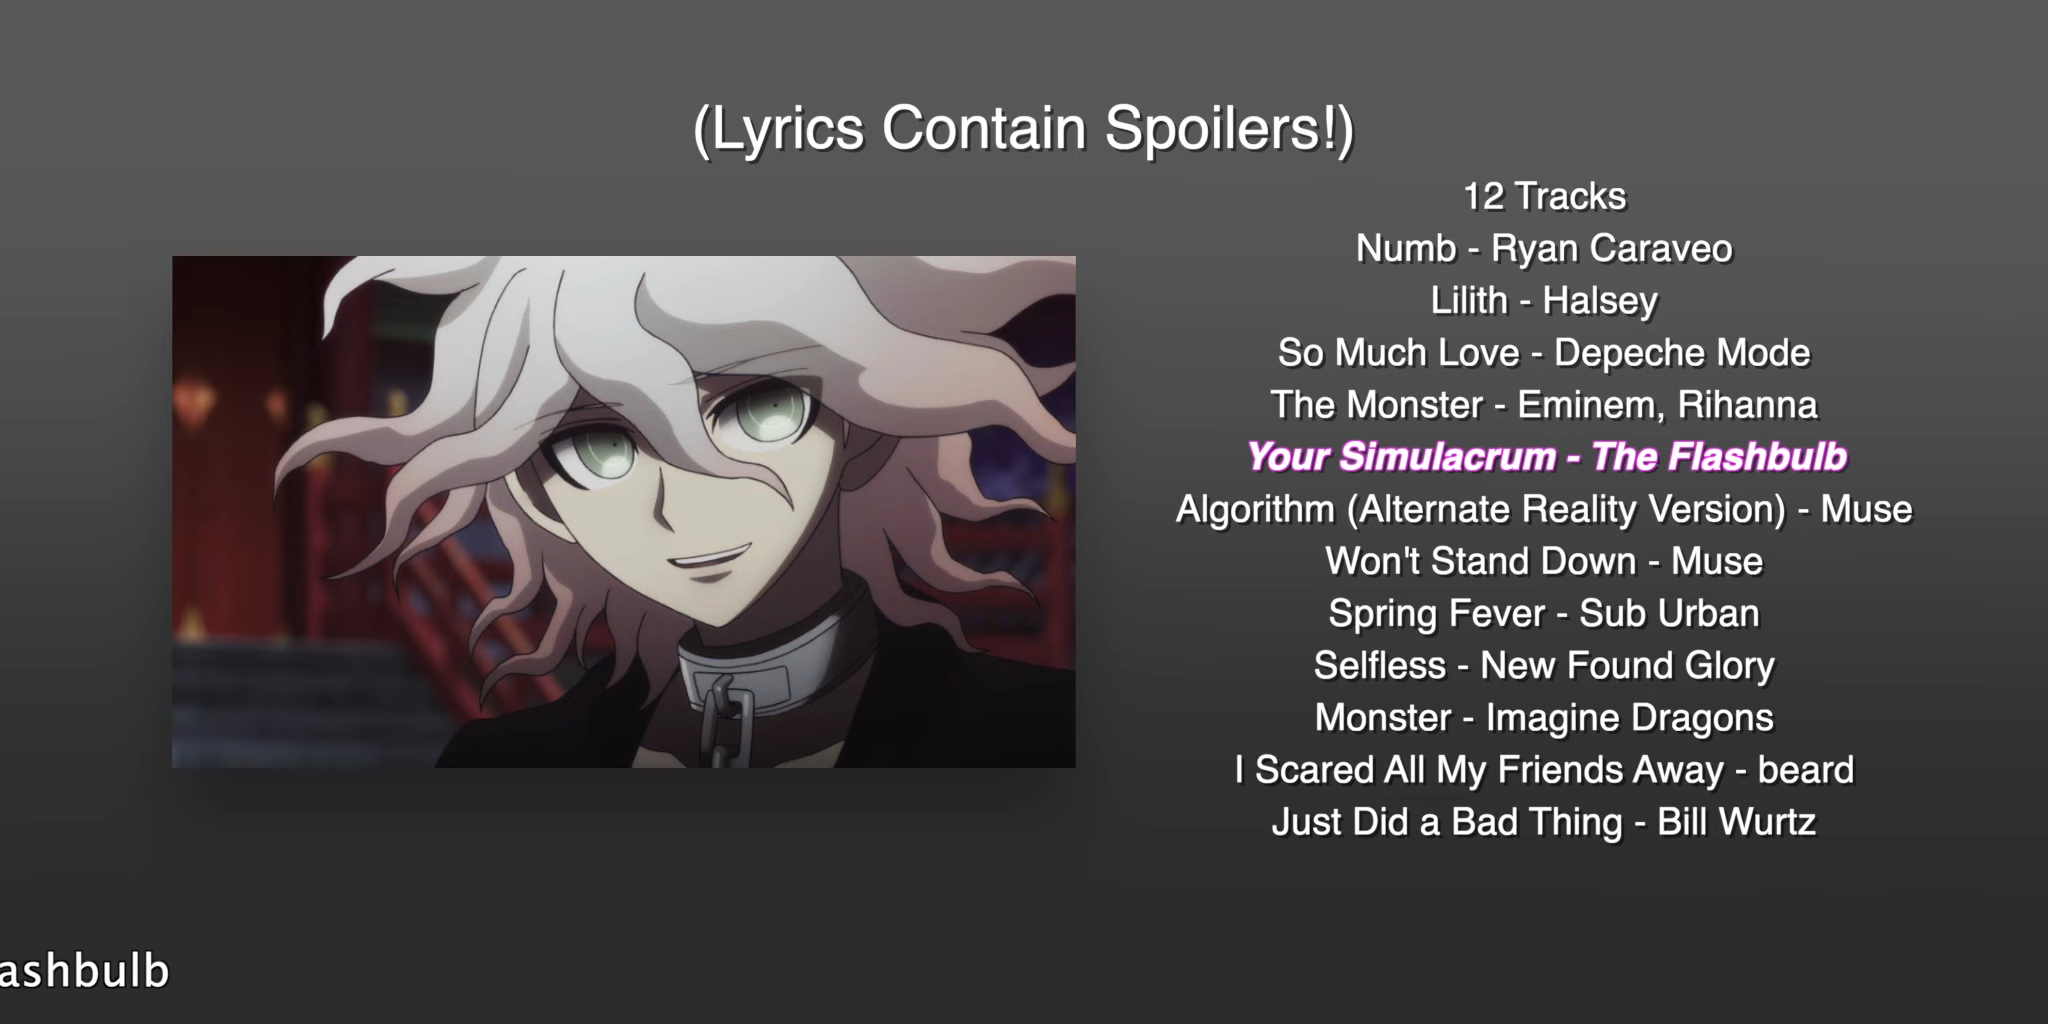 (Lyrics Contain Spoilers!)
12 Tracks
Numb - Ryan Caraveo
Lilith - Halsey
So Much Love - Depeche Mode
The Monster - Eminem, Rihanna
Your Simulacrum - The Flashbulb
Algorithm (Alternate Reality Version) - Muse
Won't Stand Down - Muse
Spring Fever - Sub Urban
Selfless - New Found Glory
Monster - Imagine Dragons
I Scared All My Friends Away - beard
Just Did a Bad Thing - Bill Wurtz
ashbulb